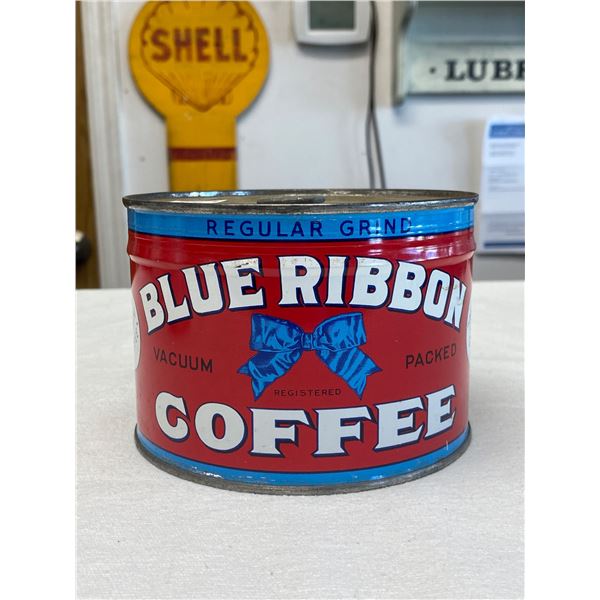 SHELL
LUBR
REGULAR GRIND
BLUE RIBBON
VACUUM PACKED
REGISTERED
COFFEE